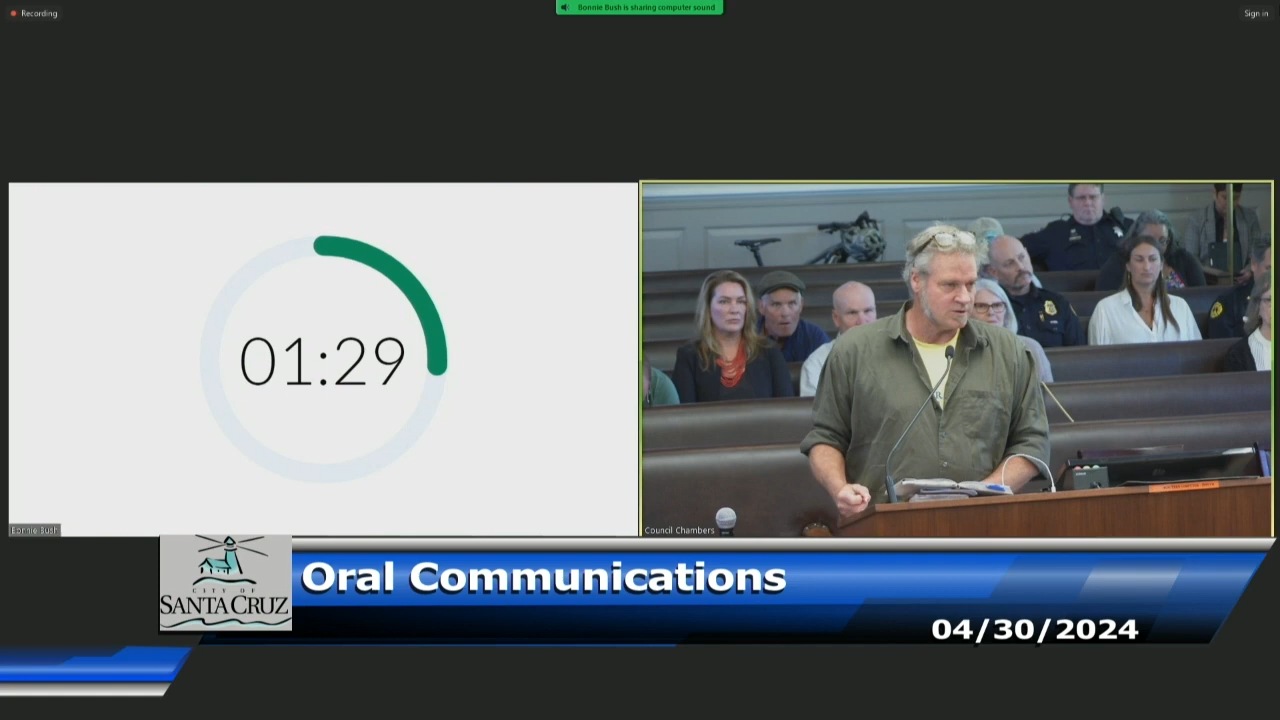 Recording
Bonnie Bush is sharing computer sound
Sign in
01:29
Bonnie Bush
Council Chambers
CITY OF
SANTA CRUZ
Oral Communications
04/30/2024